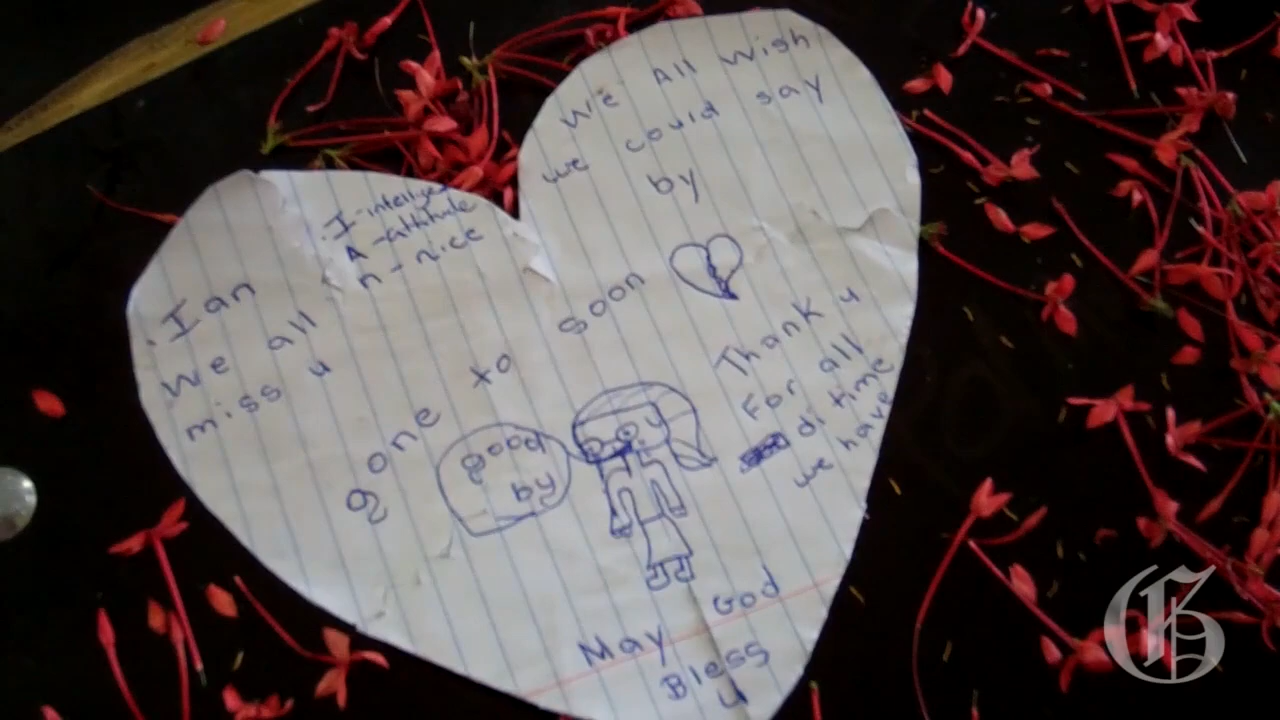 We All Wish
we could say
by
I - intelligent
A - attitude
n - nice
Ian
We all
miss u
gone xo soon
Thank u
For all
di time
we have
good
by
May God
Bless
u
G